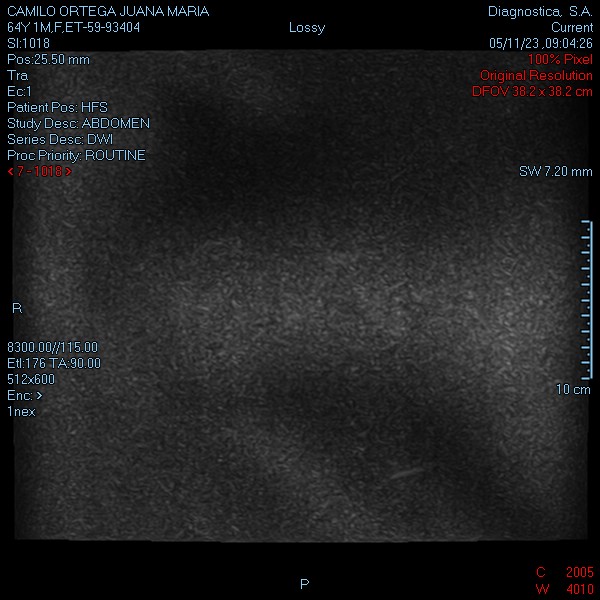 CAMILO ORTEGA JUANA MARIA
64Y 1M,F,ET-59-93404
SI:1018
Pos:25.50 mm
Tra
Ec:1
Patient Pos: HFS
Study Desc: ABDOMEN
Series Desc: DWI
Proc Priority: ROUTINE
< 7 - 1018 >
Lossy
Diagnostica, S.A.
Current
05/11/23 ,09:04:26
100% Pixel
Original Resolution
DFOV 38.2 x 38.2 cm
SW 7.20 mm
R
8300.00//115.00
Etl:176 TA:90.00
512x600
Enc: >
1nex
10 cm
P
C 2005
W 4010